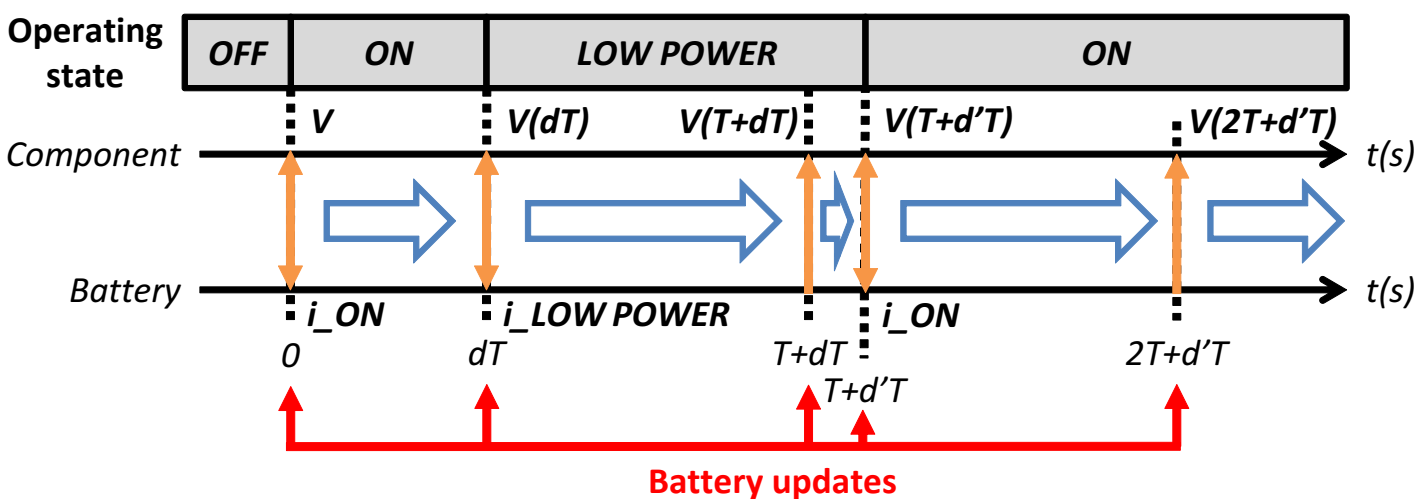 Operating
state
OFF ON LOW POWER ON
V V(dT) V(T+dT) V(T+d’T) V(2T+d’T)
Component t(s)
Battery t(s)
i_ON i_LOW POWER i_ON
0 dT T+dT 2T+d’T
T+d’T
Battery updates